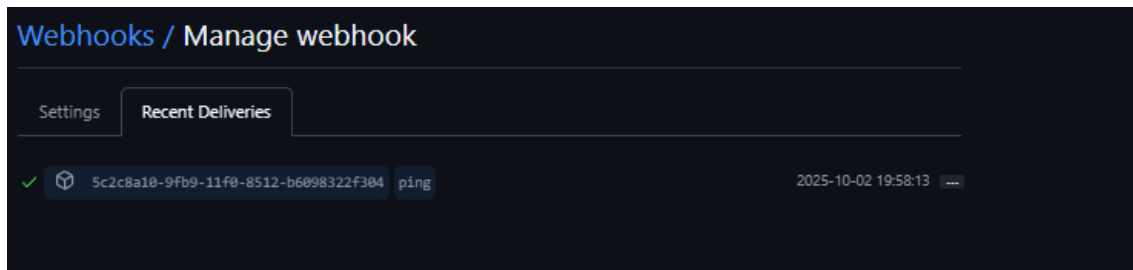 Webhooks / Manage webhook
Settings Recent Deliveries
5c2c8a10-9fb9-11f0-8512-b6098322f304 ping 2025-10-02 19:58:13